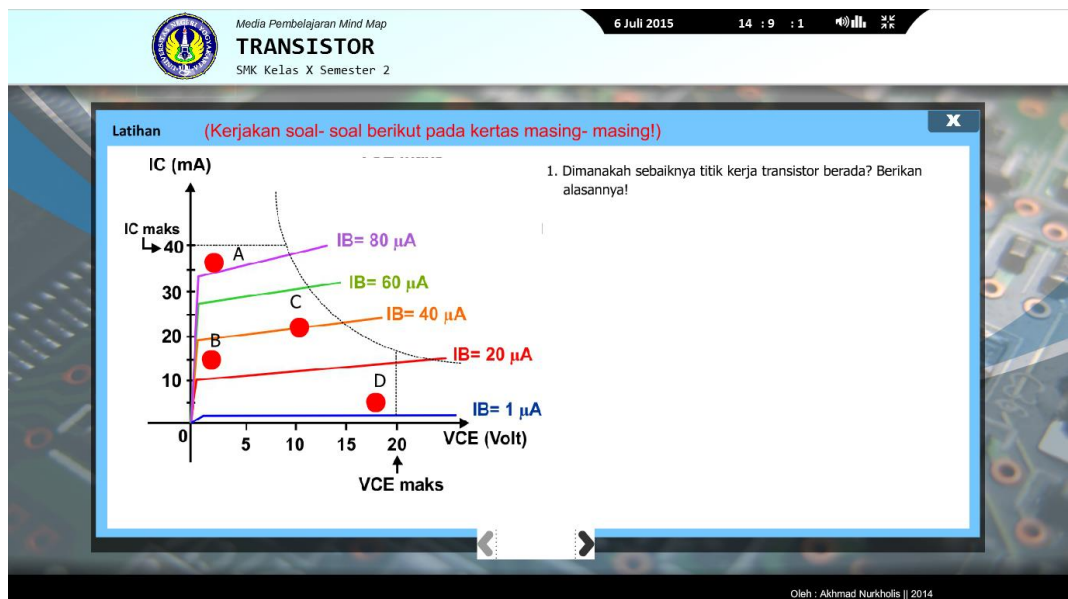 Media Pembelajaran Mind Map
TRANSISTOR
SMK Kelas X Semester 2
6 Juli 2015 14 : 9 : 1
Latihan (Kerjakan soal- soal berikut pada kertas masing- masing!)
X
1. Dimanakah sebaiknya titik kerja transistor berada? Berikan
alasannya!
IC (mA)
IC maks
40
30
20
10
0
5 10 15 20
VCE (Volt)
VCE maks
A
B
C
D
IB= 80 µA
IB= 60 µA
IB= 40 µA
IB= 20 µA
IB= 1 µA
Oleh : Akhmad Nurkholis || 2014